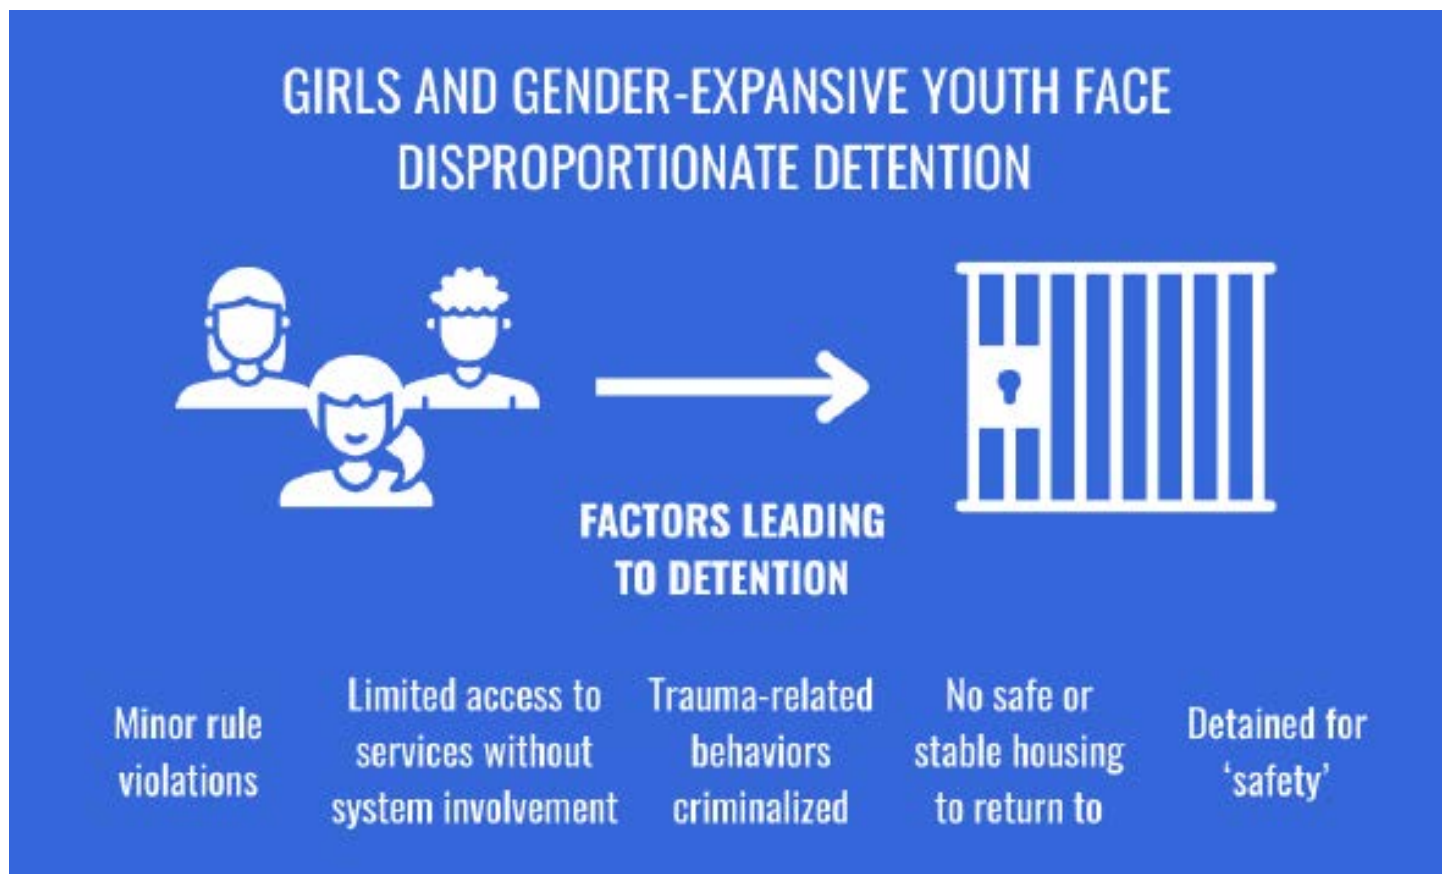 GIRLS AND GENDER-EXPANSIVE YOUTH FACE
DISPROPORTIONATE DETENTION
FACTORS LEADING
TO DETENTION
Minor rule
violations
Limited access to
services without
system involvement
Trauma-related
behaviors
criminalized
No safe or
stable housing
to return to
Detained for
‘safety’